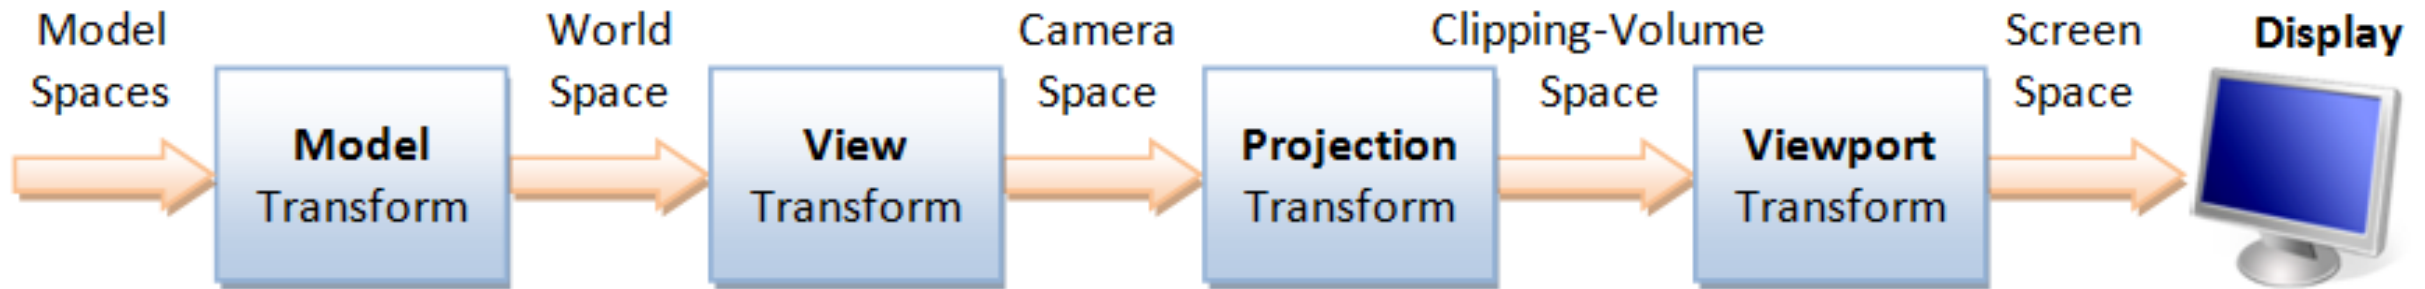 Model
Spaces
Model
Transform
World
Space
View
Transform
Camera
Space
Projection
Transform
Clipping-Volume
Space
Viewport
Transform
Screen
Space
Display